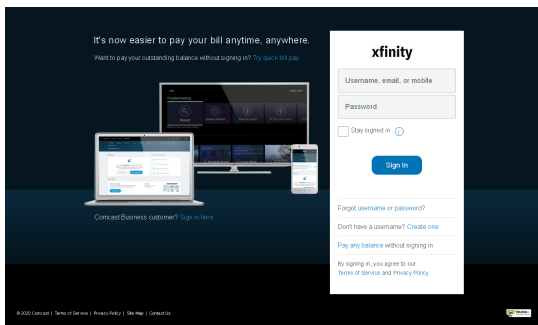 It's now easier to pay your bill anytime, anywhere.
Want to pay your outstanding balance without signing in? Try quick bill pay
Troubleshooting
Comcast Business customer? Sign in here
xfinity
Username, email, or mobile
Password
Stay signed in
Sign In
Forgot username or password?
Don't have a username? Create one
Pay any balance without signing in
By signing in, you agree to our
Terms of Service and Privacy Policy.
© 2020 Comcast | Terms of Service | Privacy Policy | Site Map | Contact Us